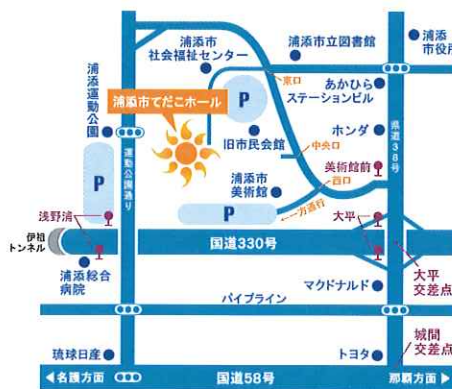 浦添市
社会福祉センター
浦添市立図書館
浦添
市役所
東口
浦添運動公園
P
あかひら
ステーションビル
浦添市てだこホール
旧市民会館
ホンダ
県道38号
中央口
運動公園通り
P
美術館前
西口
浦添市
美術館
P
一方通行
浅野浦
大平
伊祖
トンネル
国道330号
浦添総合
病院
マクドナルド
大平
交差点
パイプライン
城間
交差点
琉球日産
トヨタ
◀名護方面
国道58号
那覇方面▶